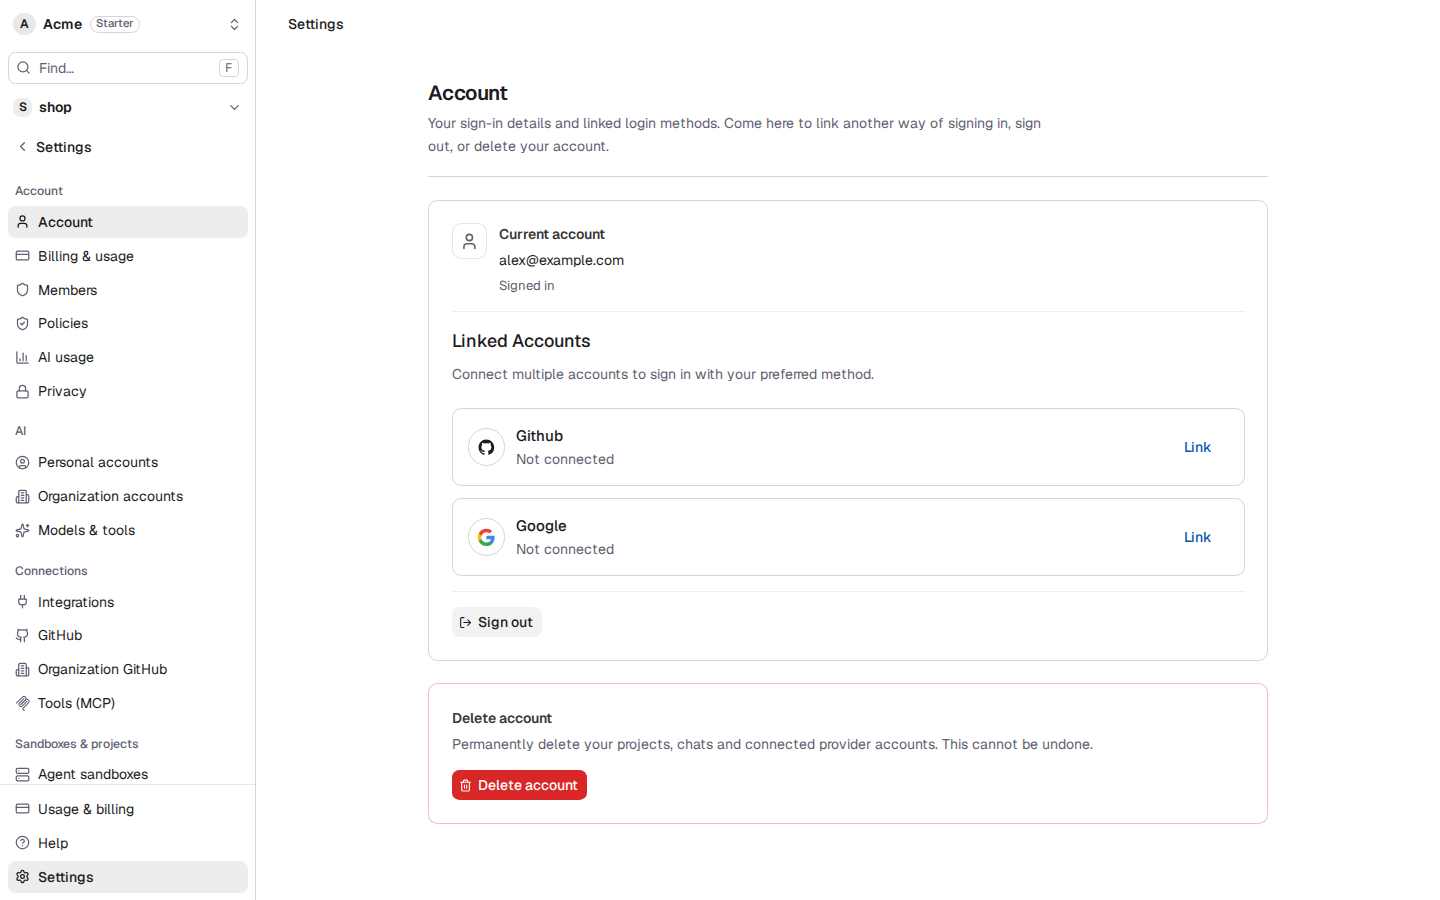 A Acme Starter
Find... F
S shop
Settings
Account
Account
Billing & usage
Members
Policies
AI usage
Privacy
AI
Personal accounts
Organization accounts
Models & tools
Connections
Integrations
GitHub
Organization GitHub
Tools (MCP)
Sandboxes & projects
Agent sandboxes
Usage & billing
Help
Settings
Settings
Account
Your sign-in details and linked login methods. Come here to link another way of signing in, sign
out, or delete your account.
Current account
alex@example.com
Signed in
Linked Accounts
Connect multiple accounts to sign in with your preferred method.
Github
Not connected
Link
Google
Not connected
Link
Sign out
Delete account
Permanently delete your projects, chats and connected provider accounts. This cannot be undone.
Delete account